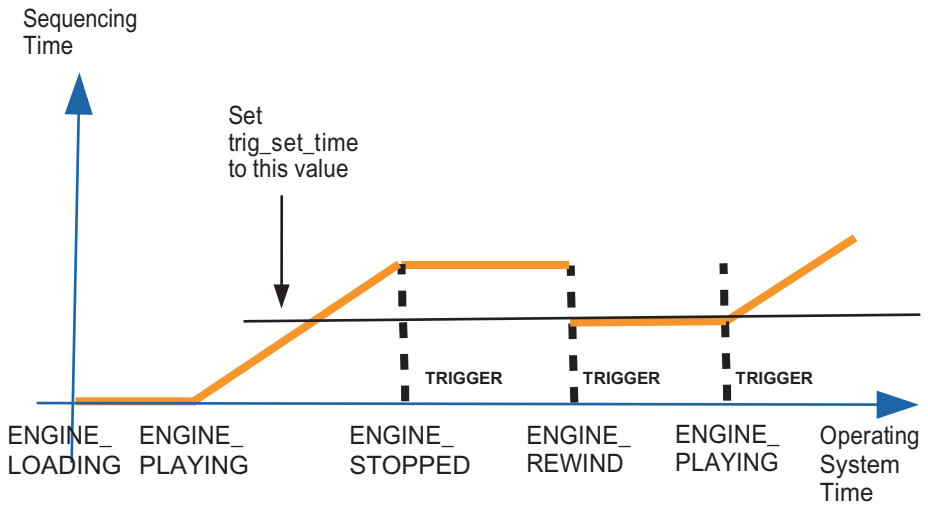 Sequencing
Time
Set
trig_set_time
to this value
TRIGGER
TRIGGER
TRIGGER
ENGINE_
LOADING
ENGINE_
PLAYING
ENGINE_
STOPPED
ENGINE_
REWIND
ENGINE_
PLAYING
Operating
System
Time